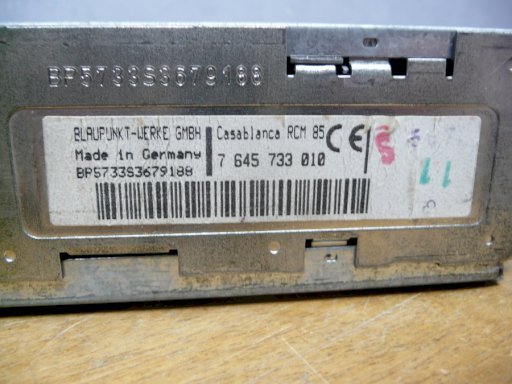 BP5733S3679188
BLAUPUNKT-WERKE GMBH
Made in Germany
BP5733S3679188
Casablanca RCM 85
7 645 733 010
CE
11